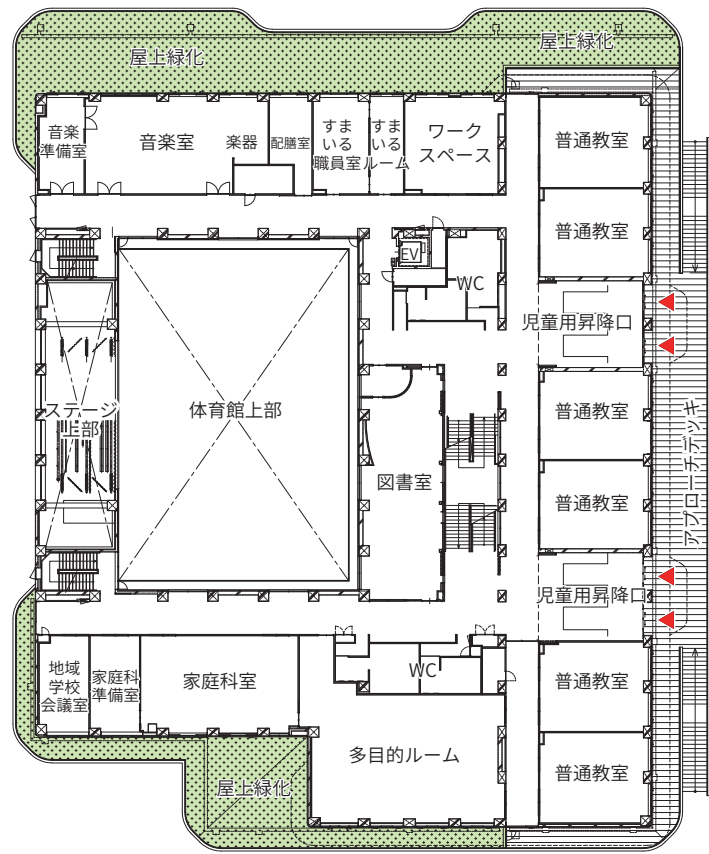 屋上緑化
屋上緑化
音楽
準備室
音楽室
楽器
配膳室
すま
いる
職員室
すま
いる
ルーム
ワーク
スペース
普通教室
普通教室
EV
WC
児童用昇降口
ステージ
上部
体育館上部
普通教室
図書室
普通教室
アプローチデッキ
児童用昇降口
地域
学校
会議室
家庭科
準備室
家庭科室
WC
普通教室
多目的ルーム
普通教室
屋上緑化